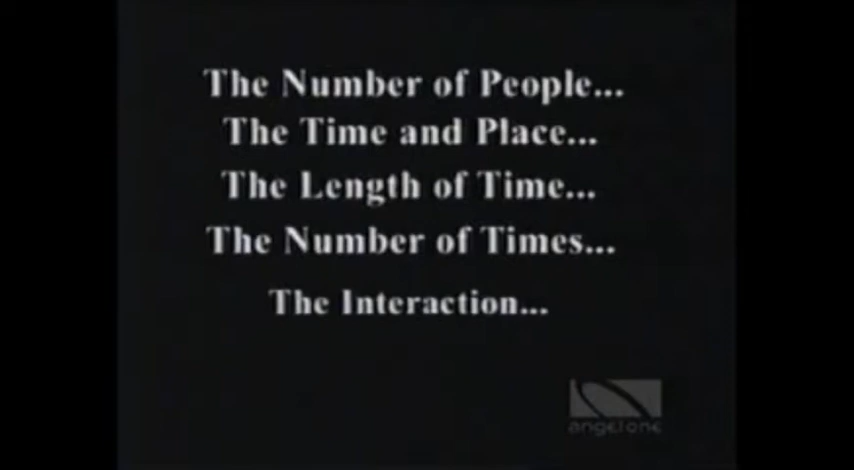 The Number of People...
The Time and Place...
The Length of Time...
The Number of Times...
The Interaction...
angelone